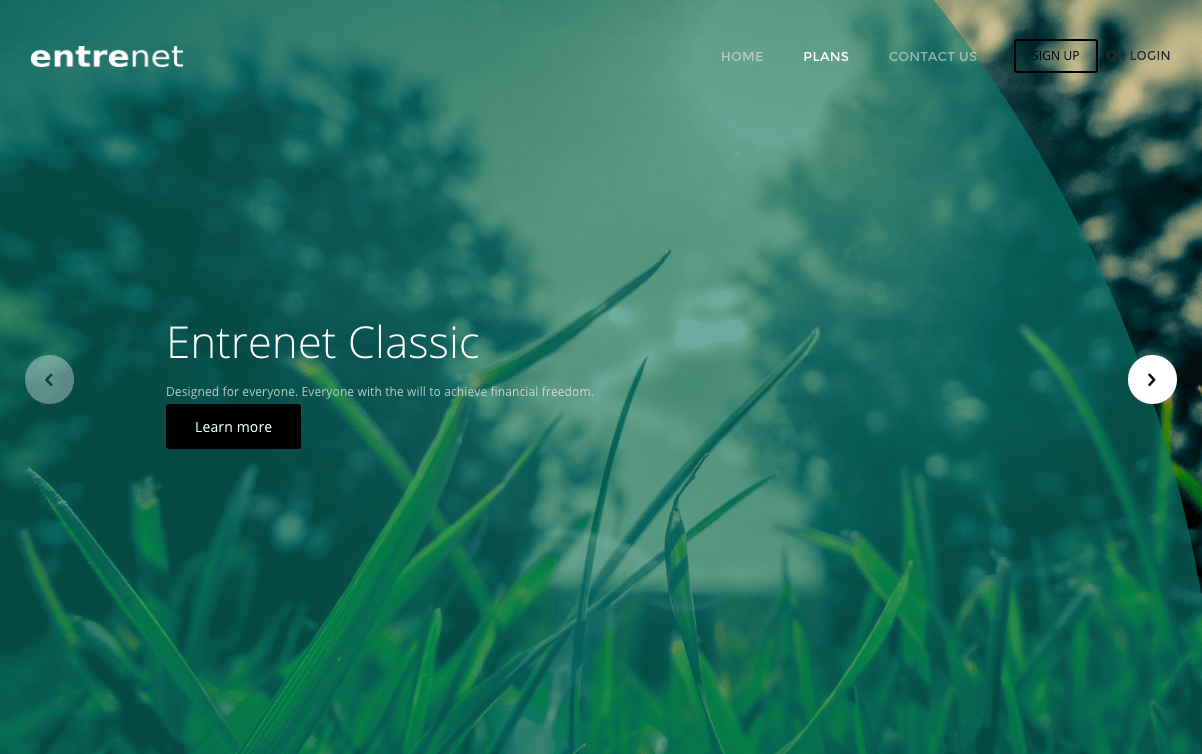 entrenet
HOME PLANS CONTACT US SIGN UP OR LOGIN
Entrenet Classic
Designed for everyone. Everyone with the will to achieve financial freedom.
Learn more